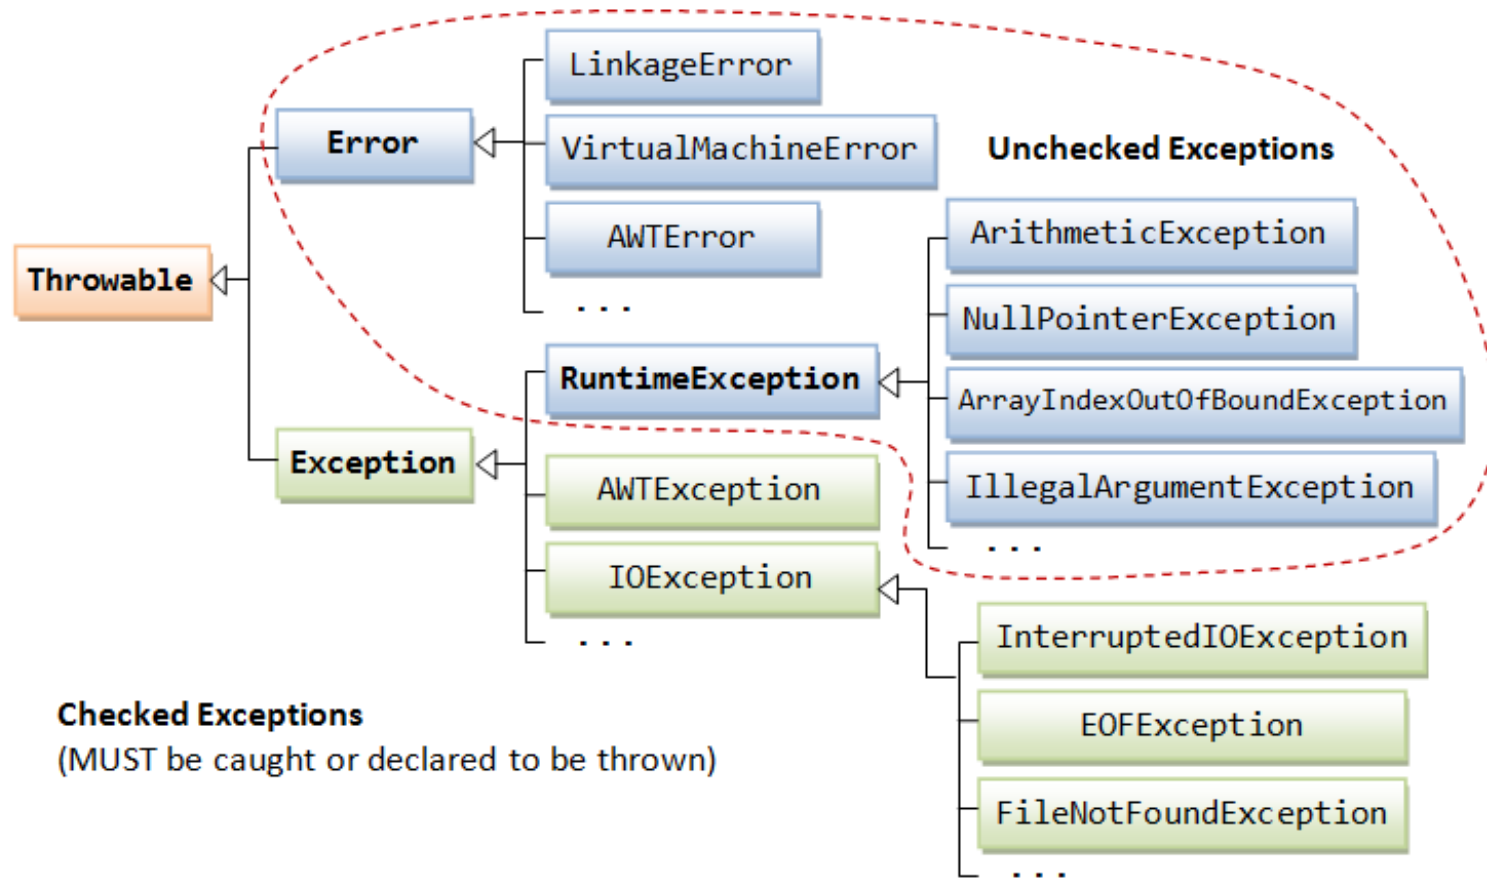 LinkageError
Error
VirtualMachineError
Unchecked Exceptions
AWTError
ArithmeticException
Throwable
...
NullPointerException
RuntimeException
ArrayIndexOutOfBoundException
Exception
AWTException
IllegalArgumentException
...
IOException
...
InterruptedIOException
Checked Exceptions
EOFException
(MUST be caught or declared to be thrown)
FileNotFoundException
...